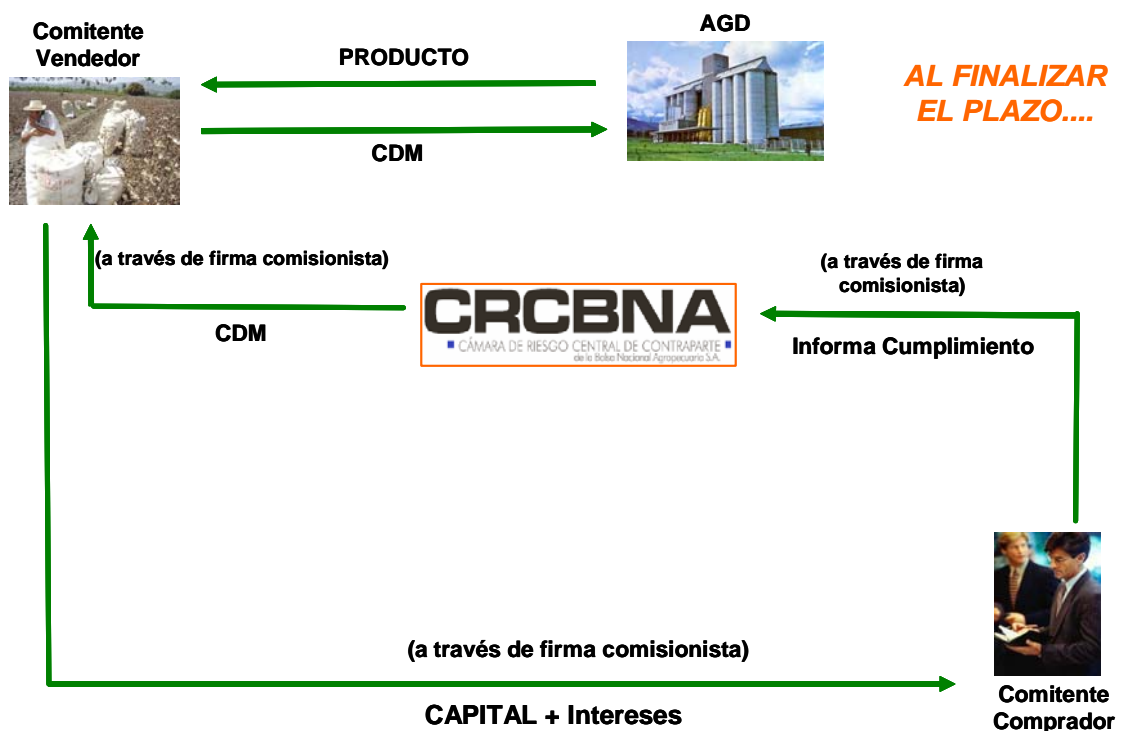 Comitente
Vendedor
PRODUCTO
CDM
AGD
AL FINALIZAR
EL PLAZO....
(a través de firma comisionista)
CDM
CRCBNA
CÁMARA DE RIESGO CENTRAL DE CONTRAPARTE
de la Bolsa Nacional Agropecuaria S.A.
(a través de firma
comisionista)
Informa Cumplimiento
(a través de firma comisionista)
CAPITAL + Intereses
Comitente
Comprador